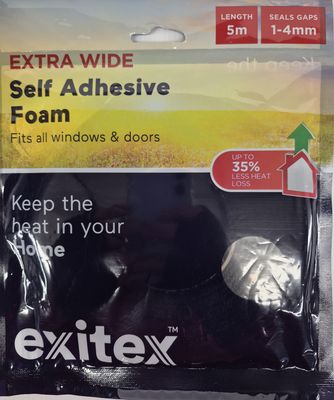 LENGTH
5m
SEALS GAPS
1-4mm
EXTRA WIDE
Self Adhesive
Foam
Fits all windows & doors
UP TO
35%
LESS HEAT
LOSS
Keep the
heat in your
Home
exitex™